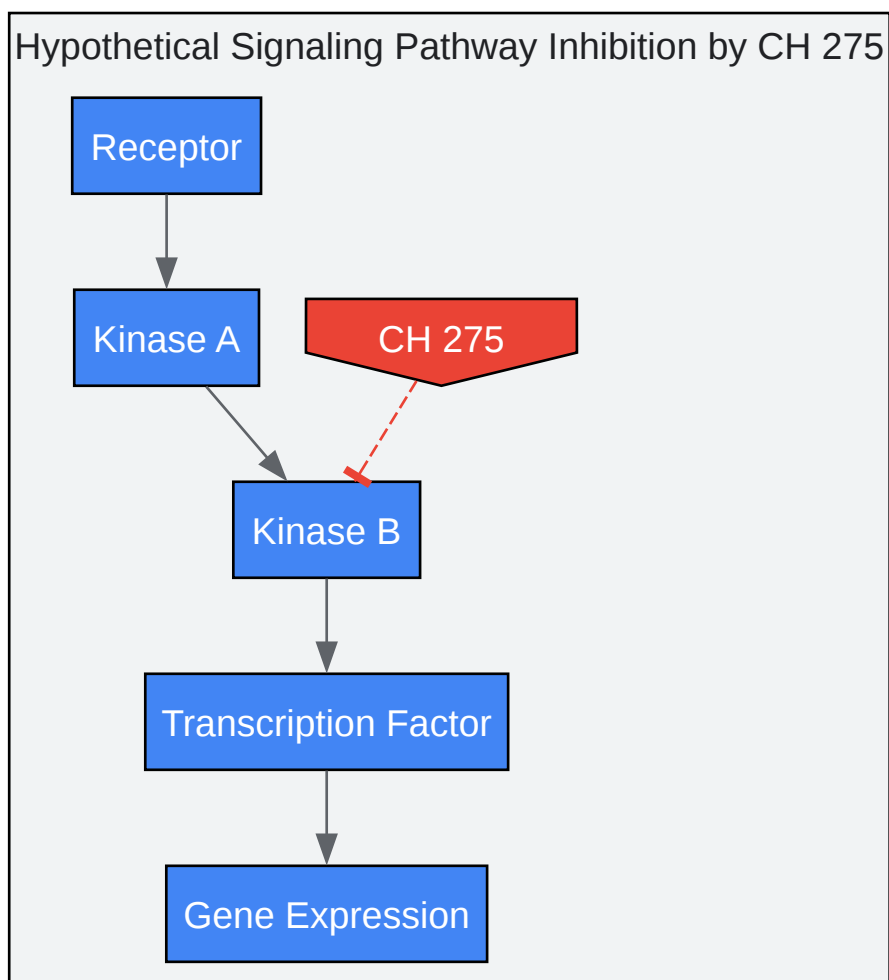 Hypothetical Signaling Pathway Inhibition by CH 275
Receptor
Kinase A
CH 275
Kinase B
Transcription Factor
Gene Expression